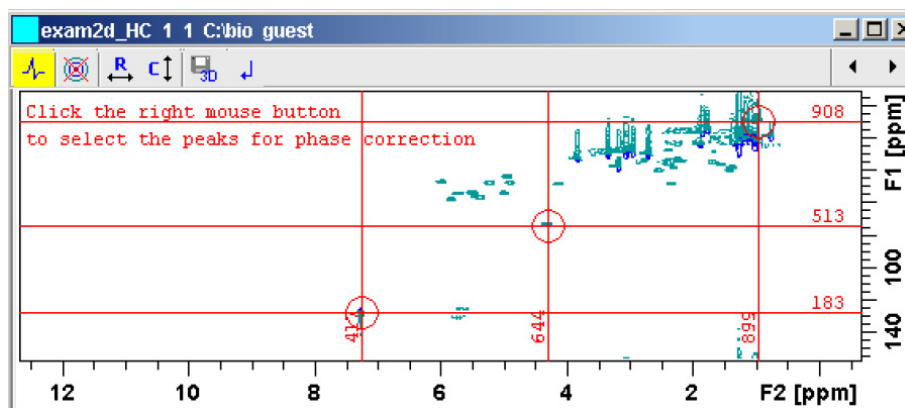 exam2d_HC 1 1 C:\bio guest
R C 3D
Click the right mouse button
to select the peaks for phase correction
908
513
183
644
899
F1 [ppm]
100
140
12 10 8 6 4 2 F2 [ppm]